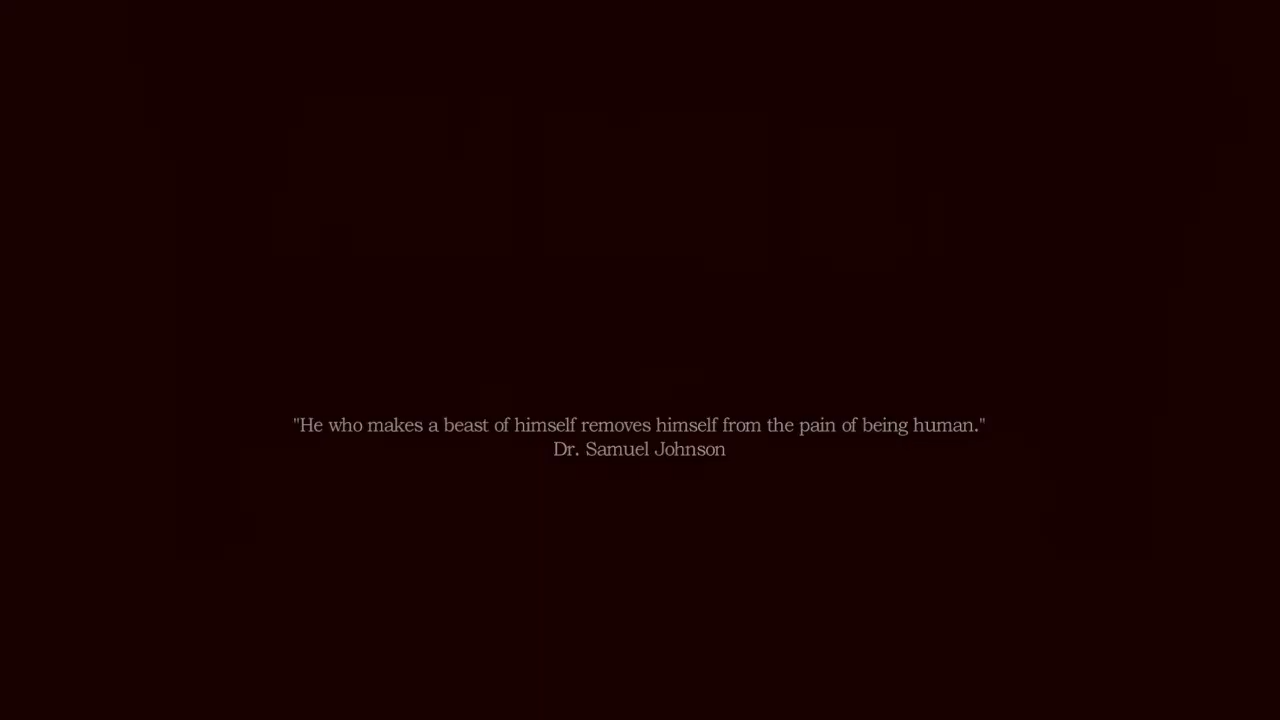 "He who makes a beast of himself removes himself from the pain of being human."
Dr. Samuel Johnson